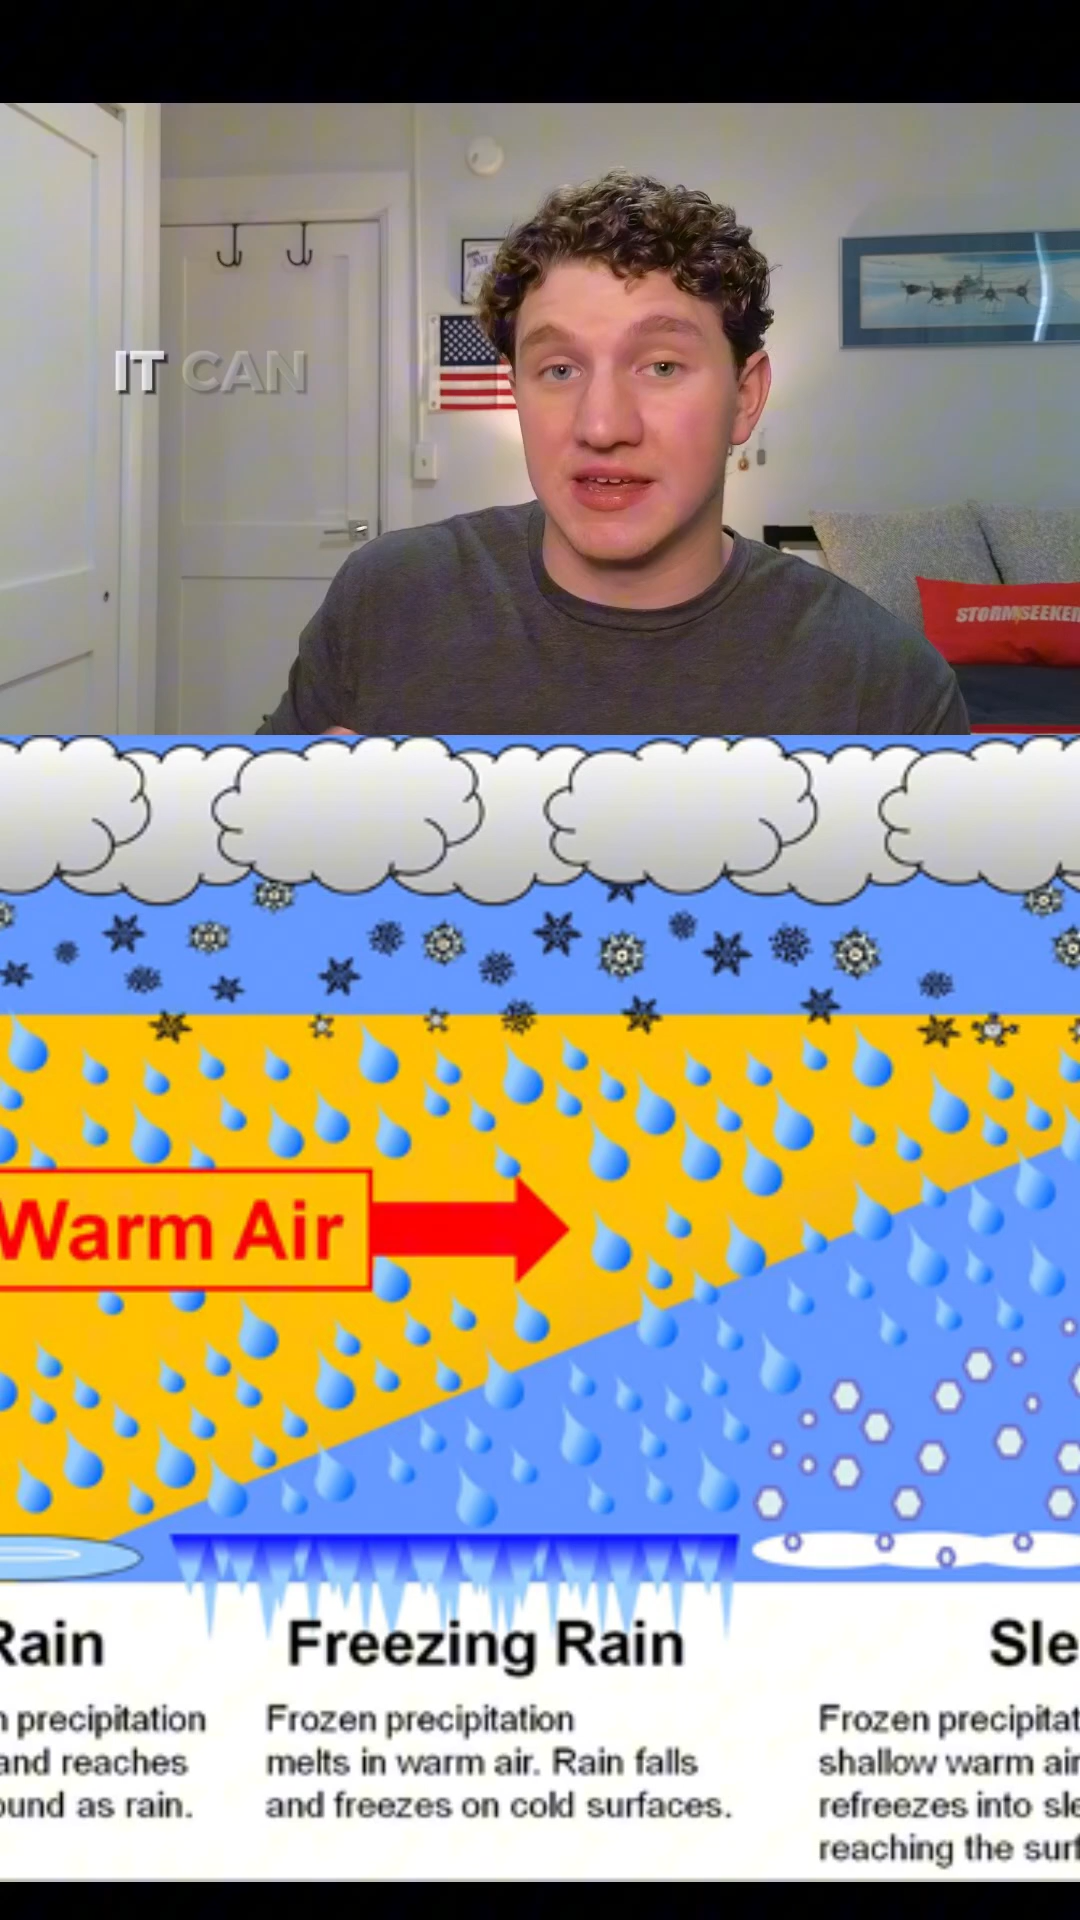 IT CAN
STORMSEEKER
Warm Air
Rain
precipitation
and reaches
ound as rain.
Freezing Rain
Frozen precipitation
melts in warm air. Rain falls
and freezes on cold surfaces.
Sle
Frozen precipitat
shallow warm air
refreezes into sle
reaching the surf